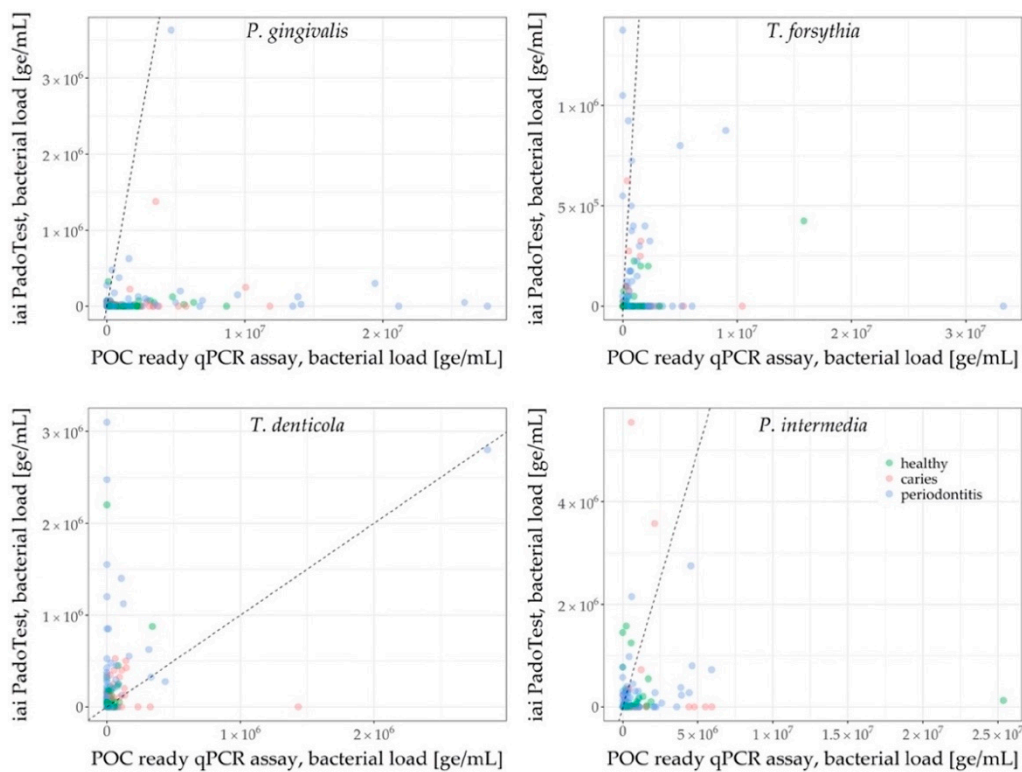 P. gingivalis
iai PadoTest, bacterial load [ge/mL]
3 × 10⁶
2 × 10⁶
1 × 10⁶
0
0 1 × 10⁷ 2 × 10⁷
POC ready qPCR assay, bacterial load [ge/mL]
T. forsythia
iai PadoTest, bacterial load [ge/mL]
1 × 10⁶
5 × 10⁵
0
0 1 × 10⁷ 2 × 10⁷ 3 × 10⁷
POC ready qPCR assay, bacterial load [ge/mL]
T. denticola
iai PadoTest, bacterial load [ge/mL]
3 × 10⁶
2 × 10⁶
1 × 10⁶
0
0 1 × 10⁶ 2 × 10⁶
POC ready qPCR assay, bacterial load [ge/mL]
P. intermedia
healthy
caries
periodontitis
iai PadoTest, bacterial load [ge/mL]
4 × 10⁶
2 × 10⁶
0
0 5 × 10⁶ 1 × 10⁷ 1.5 × 10⁷ 2 × 10⁷ 2.5 × 10⁷
POC ready qPCR assay, bacterial load [ge/mL]